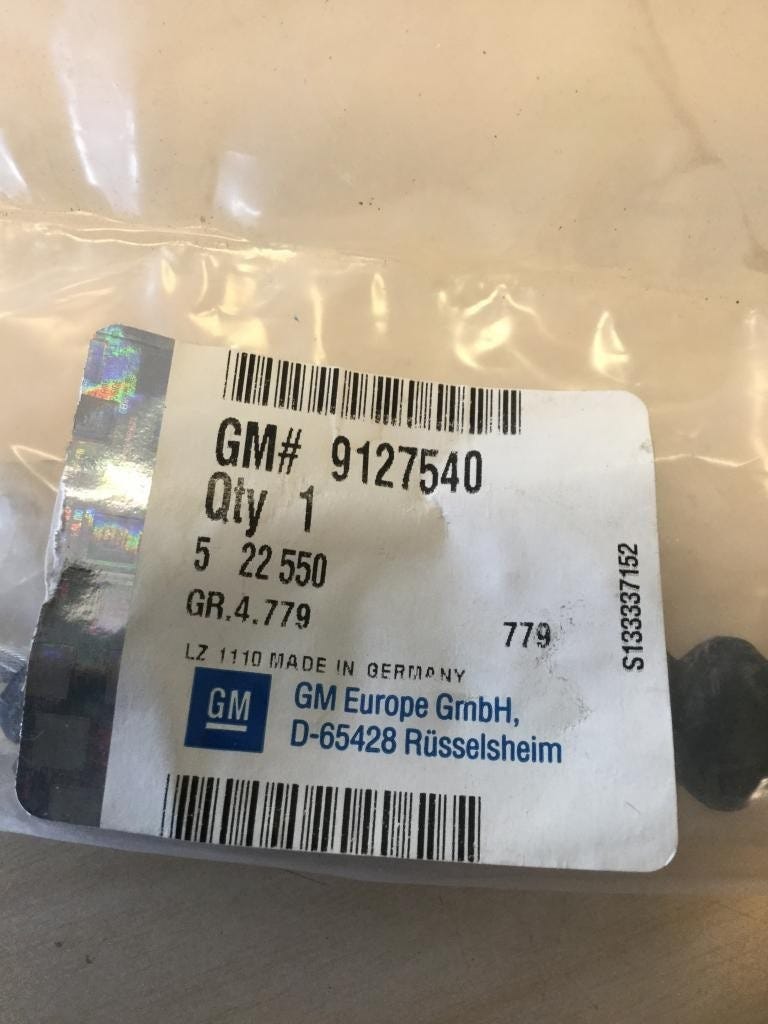 GM# 9127540
Qty 1
5 22 550
GR.4.779
779
LZ 1110 MADE IN GERMANY
GM
GM Europe GmbH,
D-65428 Rüsselsheim
S133337152